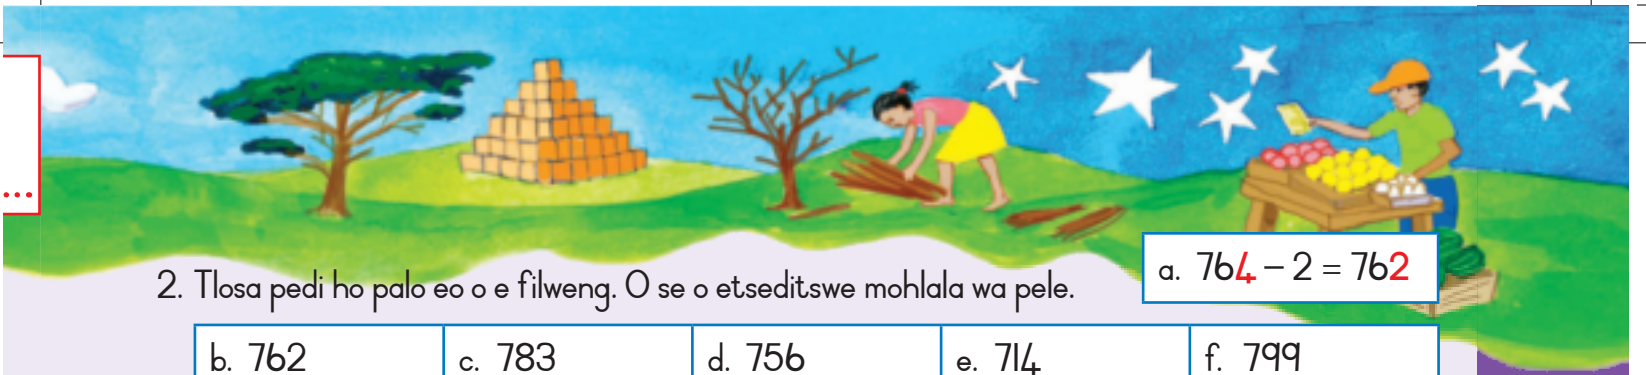 ...
a. 764 – 2 = 762
2. Tlosa pedi ho palo eo o e filweng. O se o etseditswe mohlala wa pele.
b. 762 c. 783 d. 756 e. 714 f. 799